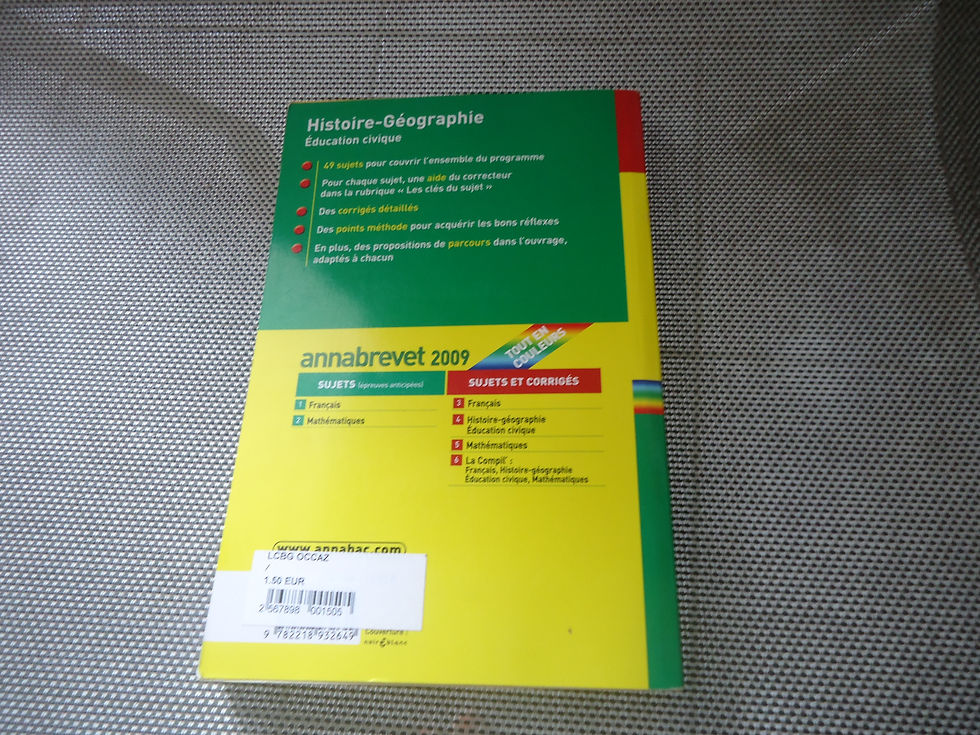 Histoire-Géographie
Éducation civique
49 sujets pour couvrir l'ensemble du programme
Pour chaque sujet, une aide du correcteur
dans la rubrique « Les clés du sujet »
Des corrigés détaillés
Des points méthode pour acquérir les bons réflexes
En plus, des propositions de parcours dans l'ouvrage,
adaptés à chacun
annabrevet 2009
TOUT EN
COULEURS
SUJETS (épreuves anticipées)
1 Français
2 Mathématiques
SUJETS ET CORRIGÉS
3 Français
4 Histoire-géographie
Éducation civique
5 Mathématiques
6 La Compil' :
Français, Histoire-géographie
Éducation civique, Mathématiques
www.annabac.com
LCBG OCCAZ
/
1.50 EUR
2 567898 001505
9 782218 932649
Couverture :
noir&blanc